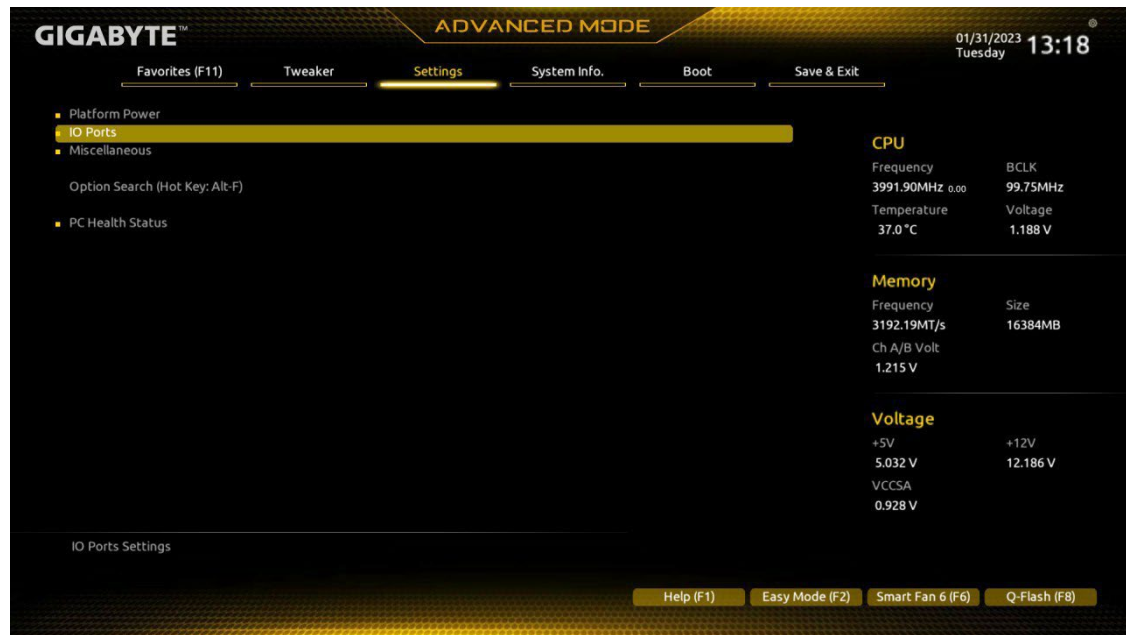 GIGABYTE™
ADVANCED MODE
01/31/2023
Tuesday
13:18
Favorites (F11) Tweaker Settings System Info. Boot Save & Exit
Platform Power
IO Ports
Miscellaneous
Option Search (Hot Key: Alt-F)
PC Health Status
CPU
Frequency BCLK
3991.90MHz 0.00 99.75MHz
Temperature Voltage
37.0 °C 1.188 V
Memory
Frequency Size
3192.19MT/s 16384MB
Ch A/B Volt
1.215 V
Voltage
+5V +12V
5.032 V 12.186 V
VCCSA
0.928 V
IO Ports Settings
Help (F1) Easy Mode (F2) Smart Fan 6 (F6) Q-Flash (F8)